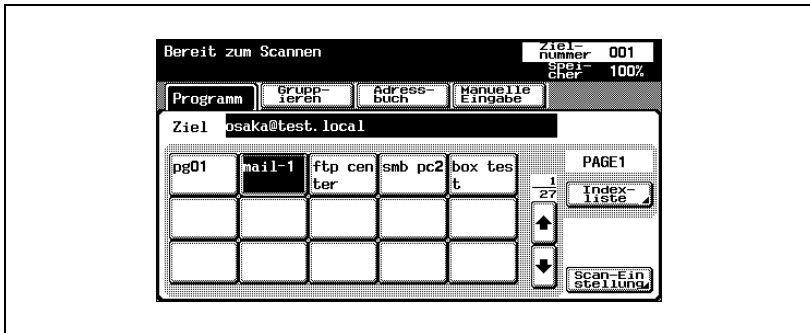 Bereit zum Scannen
Ziel-
nummer 001
Spei-
cher 100%
Programm
Grupp-
ieren
Adress-
buch
Manuelle
Eingabe
Ziel osaka@test.local
pg01
mail-1
ftp cen
ter
smb pc2
box tes
t
1
27
PAGE1
Index-
liste
Scan-Ein
stellung